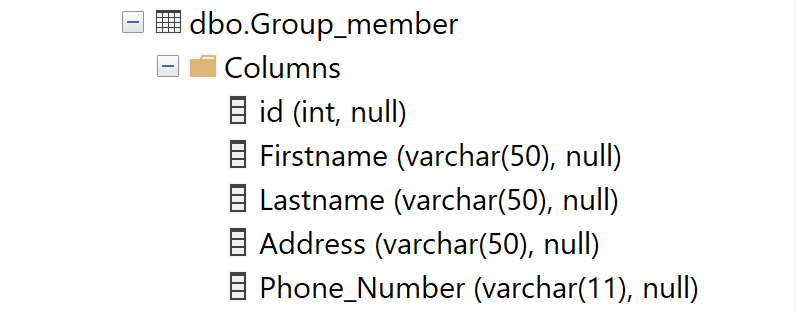 dbo.Group_member
Columns
id (int, null)
Firstname (varchar(50), null)
Lastname (varchar(50), null)
Address (varchar(50), null)
Phone_Number (varchar(11), null)